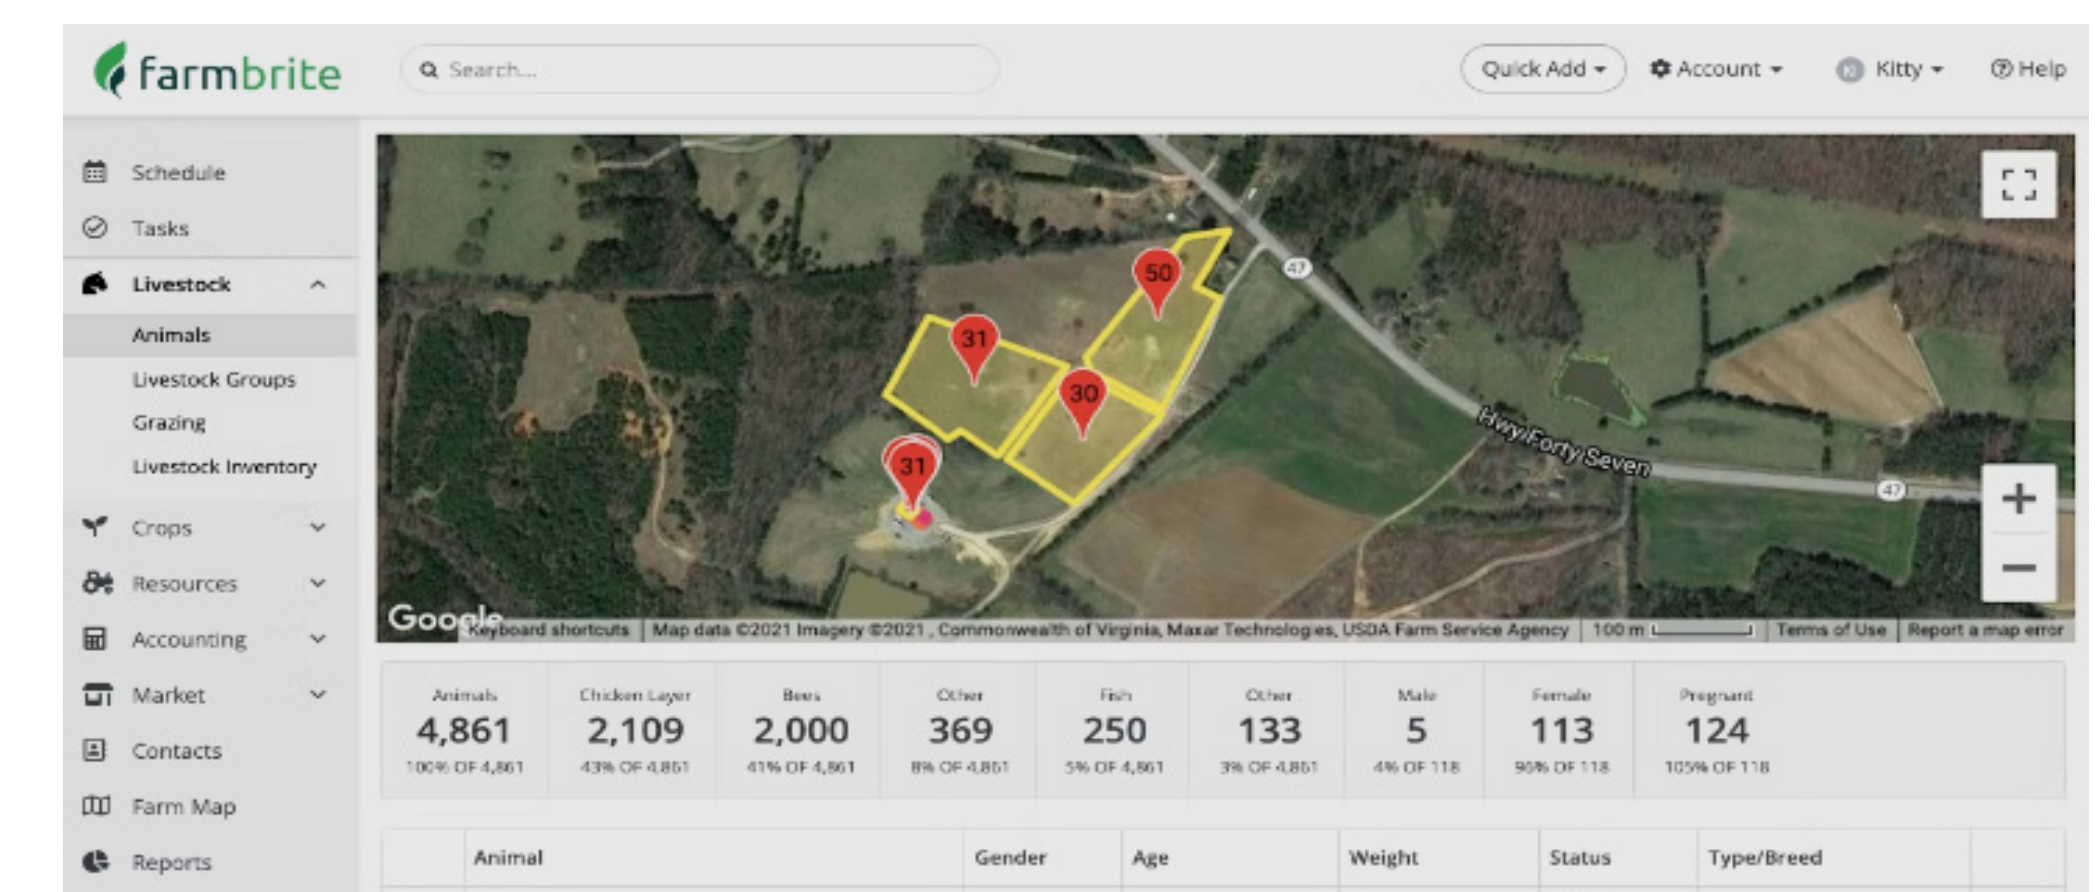 farmbrite
Search...
Quick Add
Account
Kitty
Help
Schedule
Tasks
Livestock
Animals
Livestock Groups
Grazing
Livestock Inventory
Crops
Resources
Accounting
Market
Contacts
Farm Map
Reports
50
31
30
31
47
Hwy Forty Seven
47
Google
Keyboard shortcuts
Map data ©2021 Imagery ©2021 , Commonwealth of Virginia, Maxar Technologies, USDA Farm Service Agency
100 m
Terms of Use
Report a map error
Animals
4,861
100% OF 4,861
Chicken Layer
2,109
43% OF 4,861
Bees
2,000
41% OF 4,861
Other
369
8% OF 4,861
Fish
250
5% OF 4,861
Other
133
3% OF 4,861
Male
5
4% OF 118
Female
113
96% OF 118
Pregnant
124
105% OF 118
Animal
Gender
Age
Weight
Status
Type/Breed